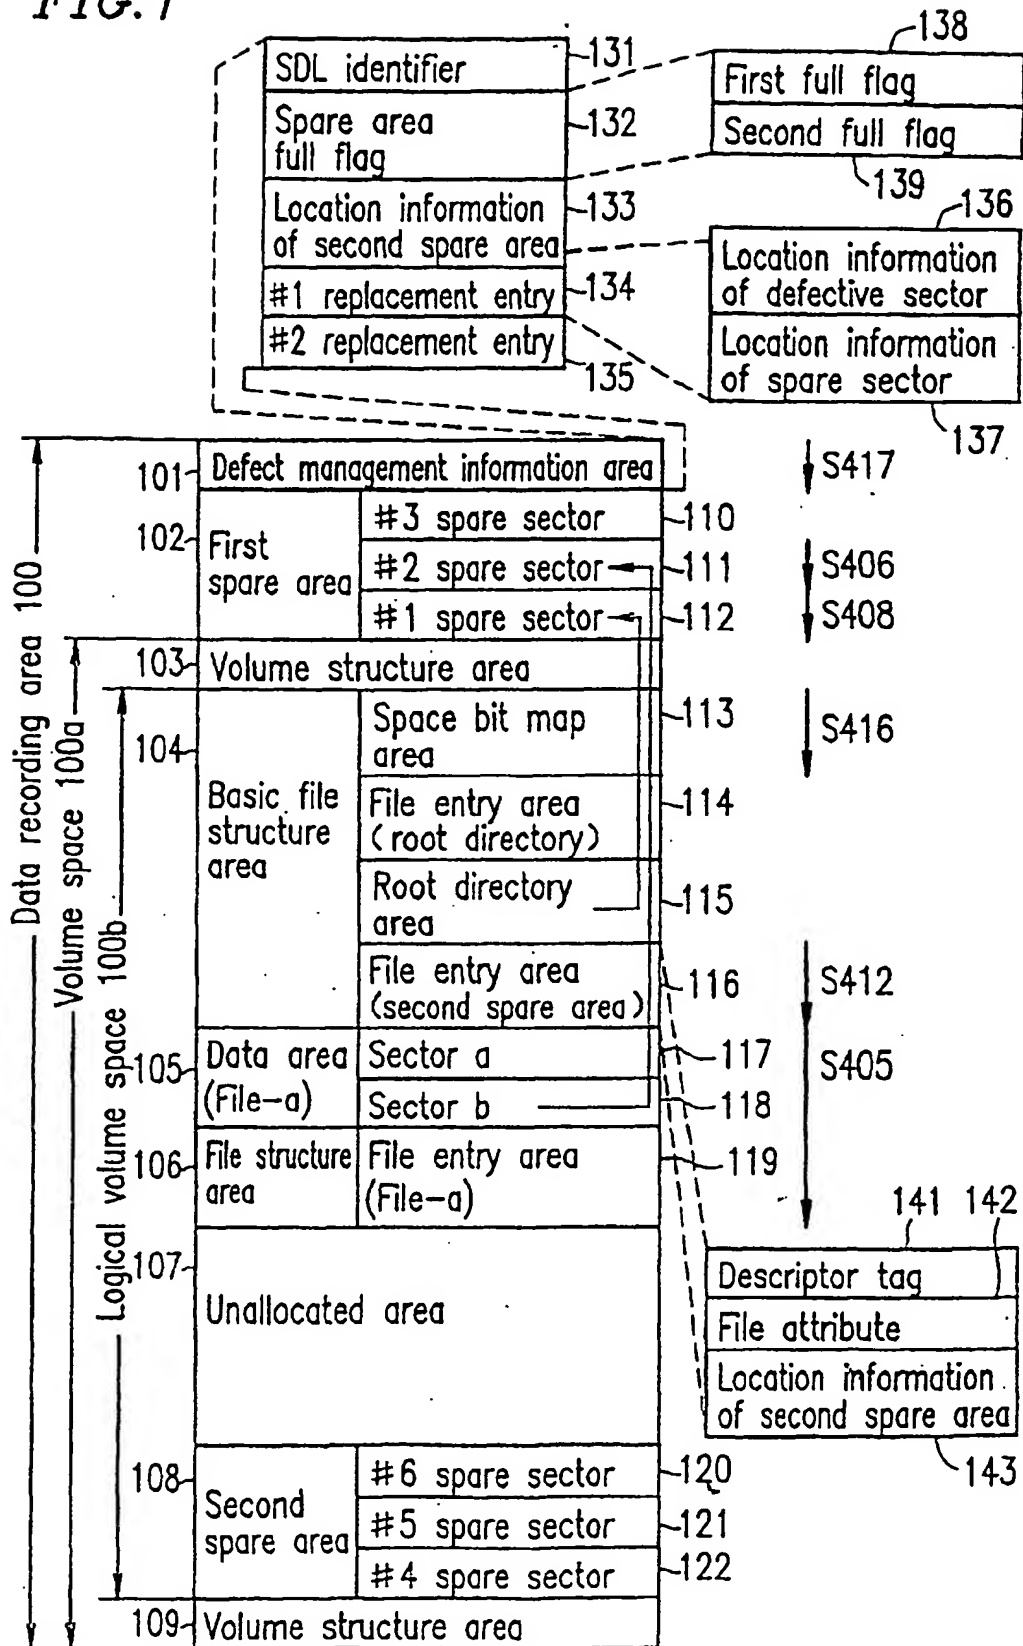 FIG. 1
SDL identifier
131
Spare area
full flag
132
Location information
of second spare area
133
#1 replacement entry
134
#2 replacement entry
135
138
First full flag
Second full flag
139
136
Location information
of defective sector
Location information
of spare sector
137
Data recording area 100
Volume space 100a
Logical volume space 100b
101
Defect management information area
S417
102
First
spare area
#3 spare sector
110
#2 spare sector
111
S406
#1 spare sector
112
S408
103
Volume structure area
104
Basic file
structure
area
Space bit map
area
113
S416
File entry area
(root directory)
114
Root directory
area
115
File entry area
(second spare area)
116
S412
105
Data area
(File-a)
Sector a
117
S405
Sector b
118
106
File structure
area
File entry area
(File-a)
119
107
Unallocated area
141
142
Descriptor tag
File attribute
Location information
of second spare area
143
108
Second
spare area
#6 spare sector
120
#5 spare sector
121
#4 spare sector
122
109
Volume structure area